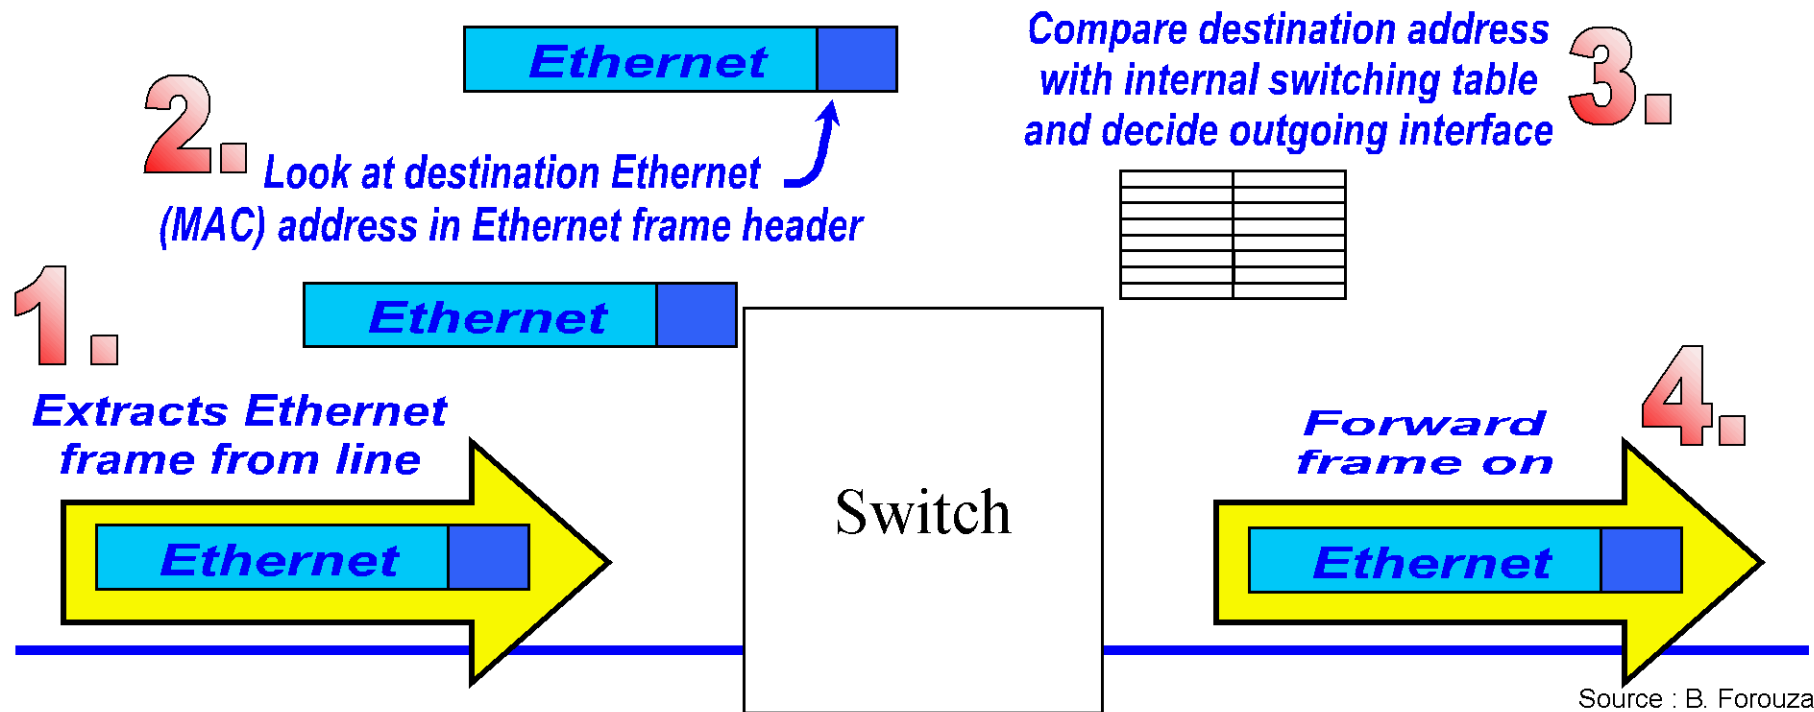 1.
Extracts Ethernet
frame from line
Ethernet
Ethernet
2.
Ethernet
Look at destination Ethernet
(MAC) address in Ethernet frame header
3.
Compare destination address
with internal switching table
and decide outgoing interface
Switch
4.
Forward
frame on
Ethernet
Source : B. Forouza